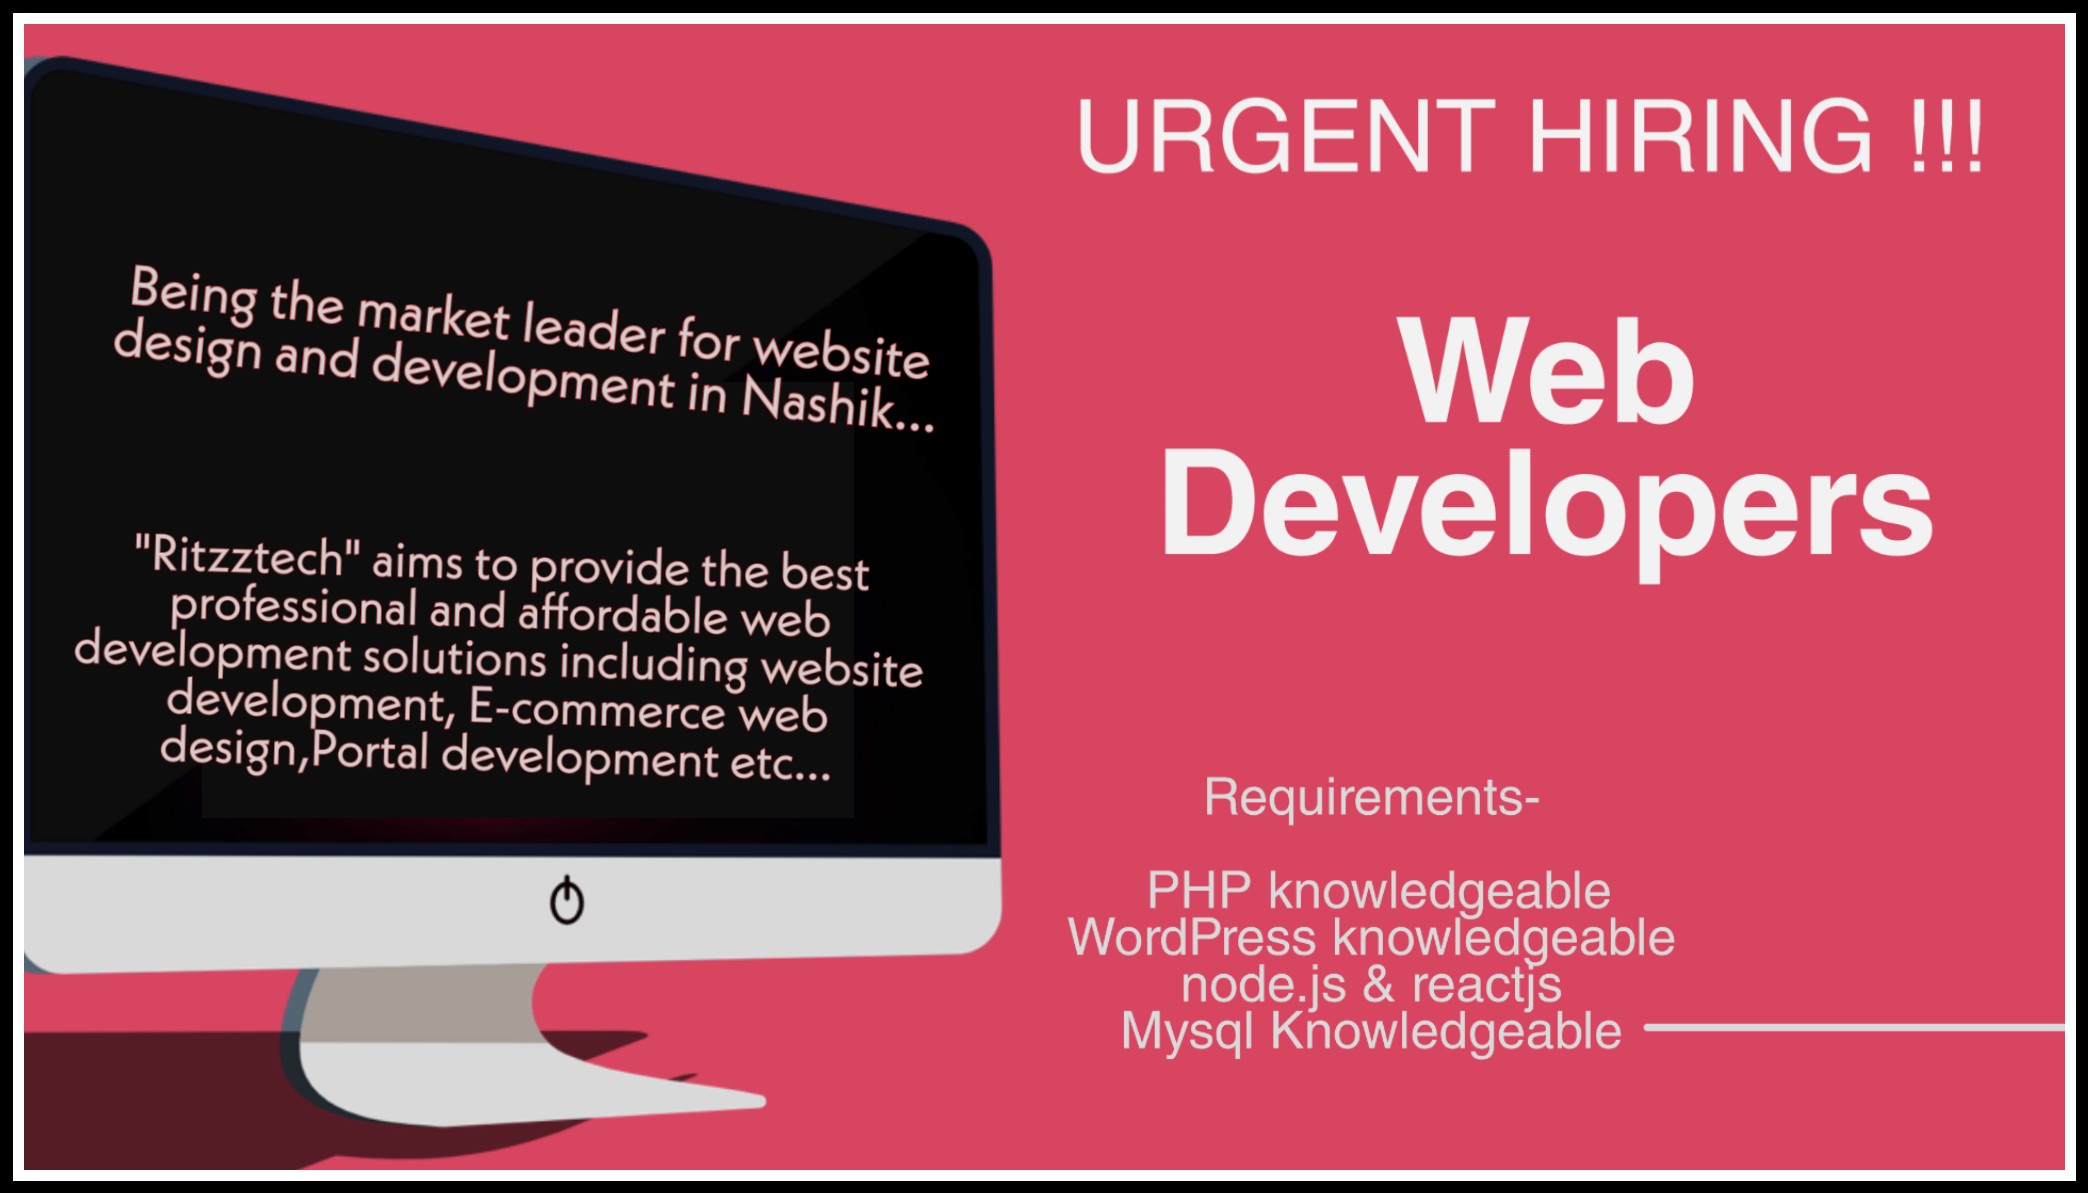 Being the market leader for website
design and development in Nashik...
"Ritzztech" aims to provide the best
professional and affordable web
development solutions including website
development, E-commerce web
design,Portal development etc...
URGENT HIRING !!!
Web
Developers
Requirements-
PHP knowledgeable
WordPress knowledgeable
node.js & reactjs
Mysql Knowledgeable